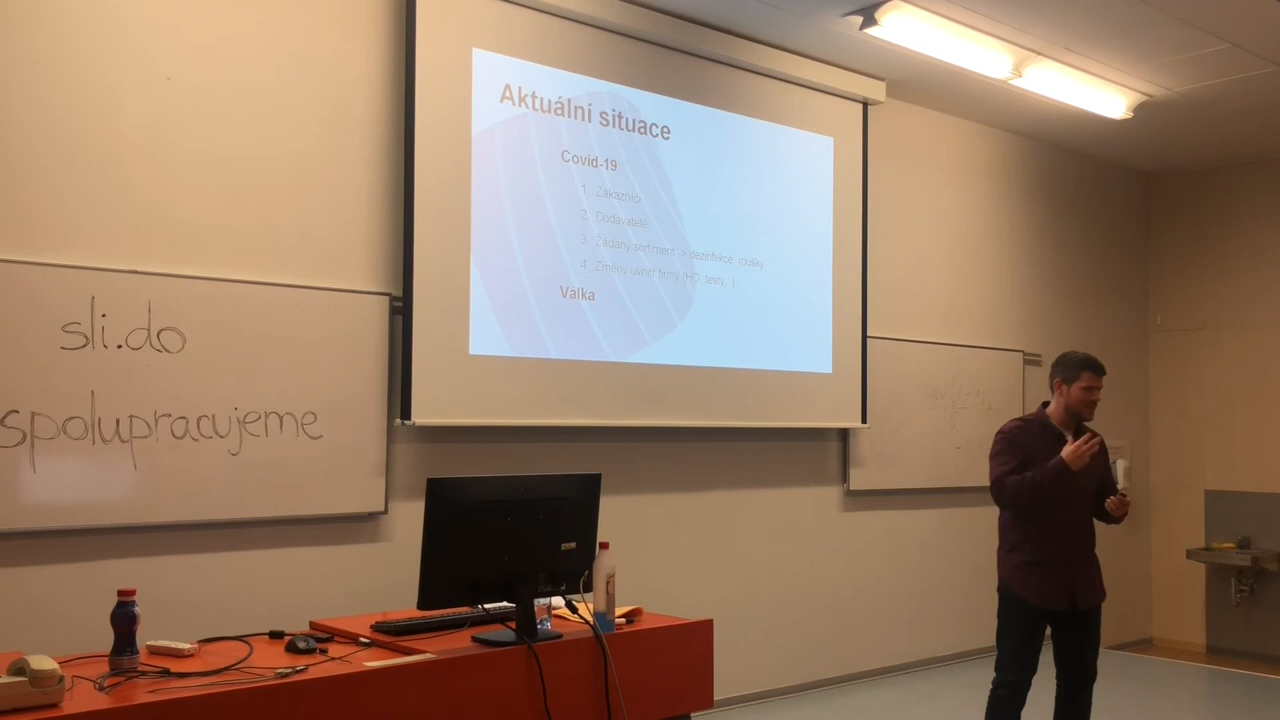 Aktuální situace
Covid-19
1. Zákazníci
2. Dodavatelé
3. Žádaný sortiment -> dezinfekce, roušky
4. Změny uvnitř firmy (HO, testy..)
Válka
sli.do
spolupracujeme